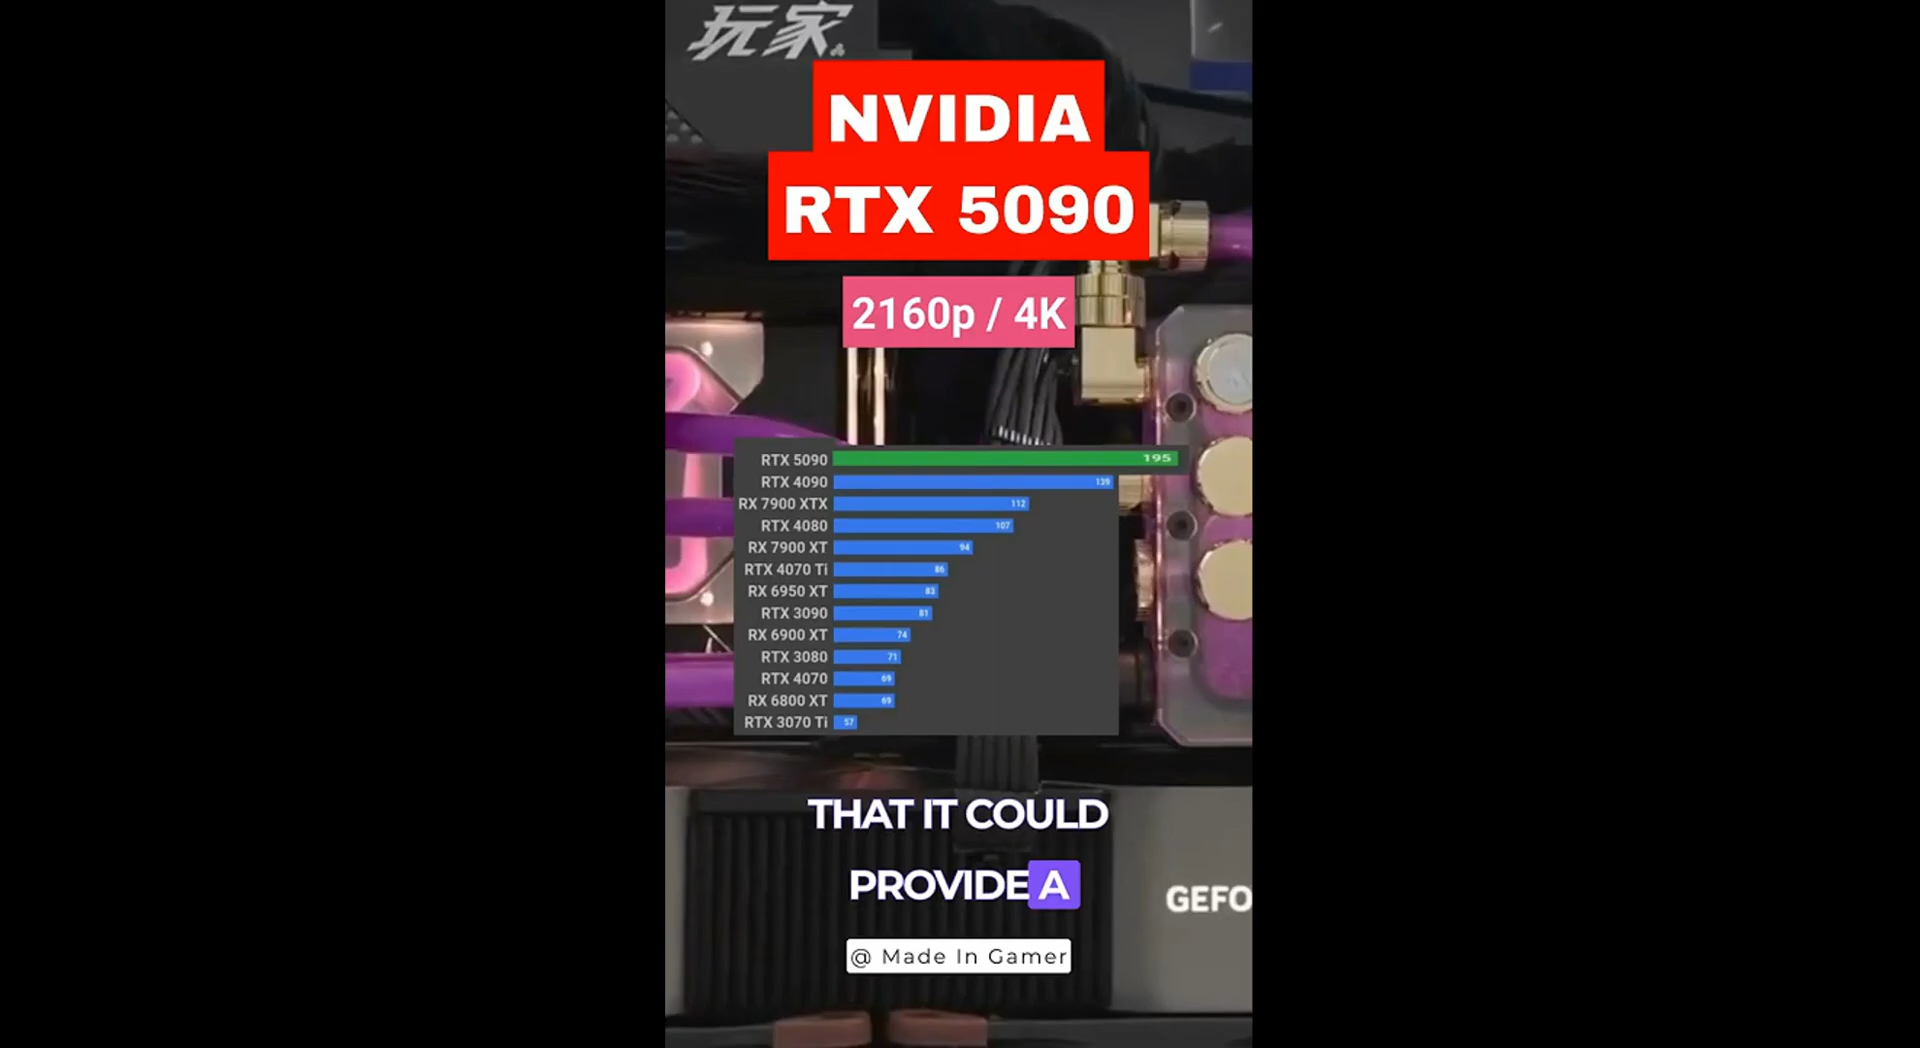 玩家
NVIDIA
RTX 5090
2160p / 4K
RTX 5090 195
RTX 4090 139
RX 7900 XTX 112
RTX 4080 107
RX 7900 XT 94
RTX 4070 Ti 86
RX 6950 XT 83
RTX 3090 81
RX 6900 XT 74
RTX 3080 71
RTX 4070 69
RX 6800 XT 69
RTX 3070 Ti 57
THAT IT COULD
PROVIDE A
GEFO
@ Made In Gamer